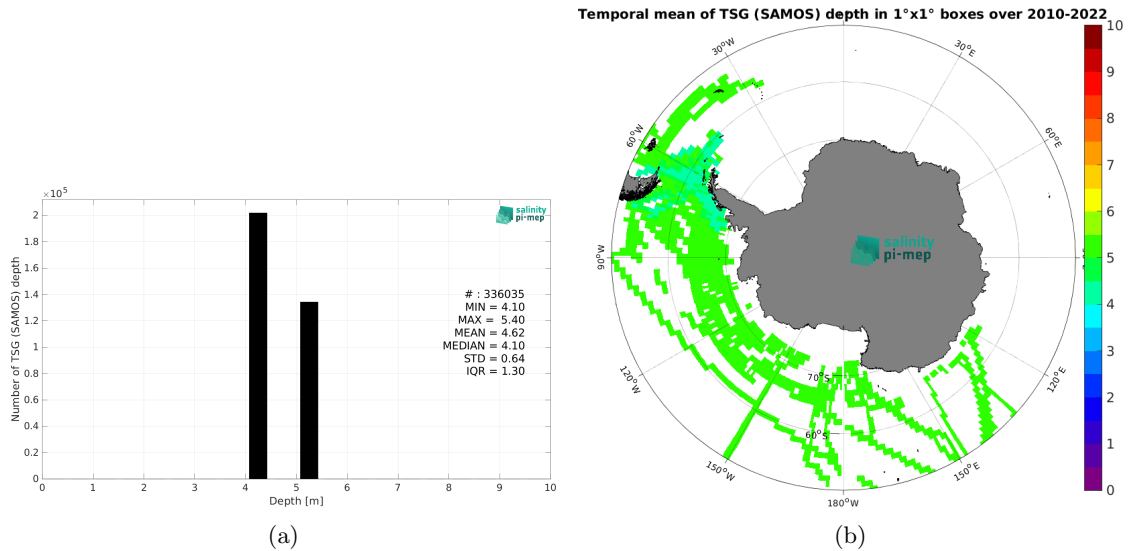 Temporal mean of TSG (SAMOS) depth in 1°x1° boxes over 2010-2022
×10⁵
2
1.8
1.6
1.4
1.2
1
0.8
0.6
0.4
0.2
0
Number of TSG (SAMOS) depth
0 1 2 3 4 5 6 7 8 9 10
Depth [m]
salinity
pi-mep
# : 336035
MIN = 4.10
MAX = 5.40
MEAN = 4.62
MEDIAN = 4.10
STD = 0.64
IQR = 1.30
(a)
30°W
30°E
60°W
60°E
90°W
120°W
120°E
150°W
150°E
180°W
70°S
60°S
salinity
pi-mep
10
9
8
7
6
5
4
3
2
1
0
(b)